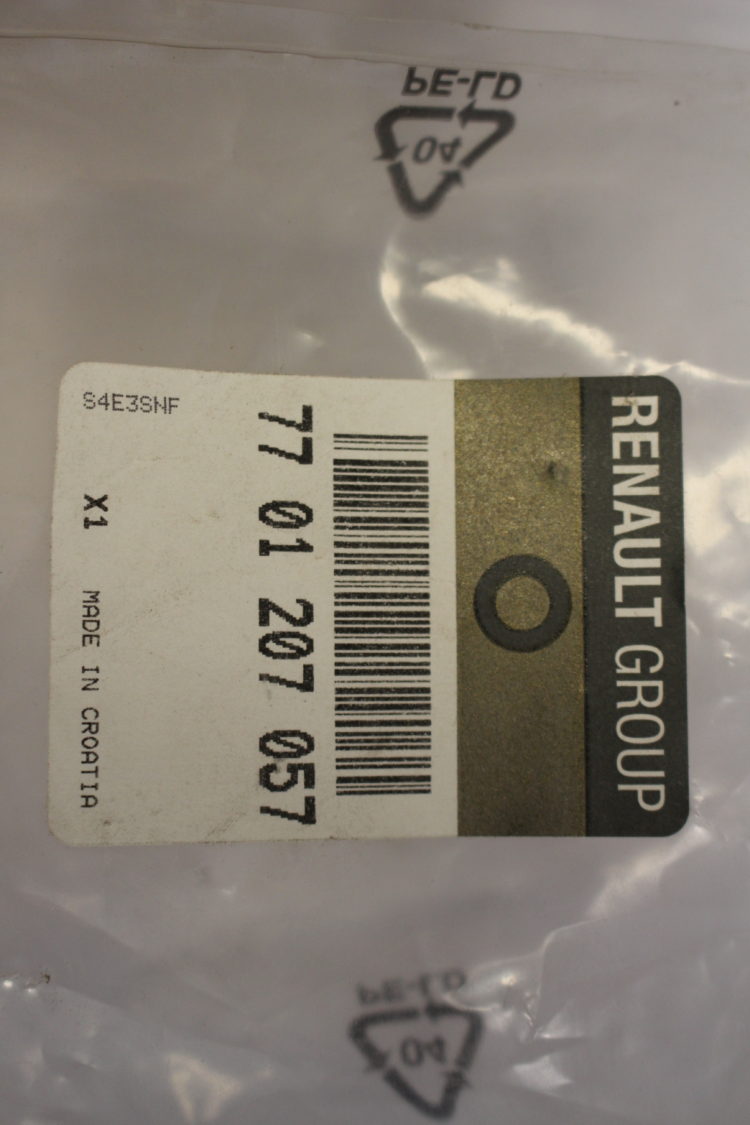 PE-LD
04
RENAULT GROUP
77 01 207 057
S4E3SNF
X1 MADE IN CROATIA
PE-LD
04